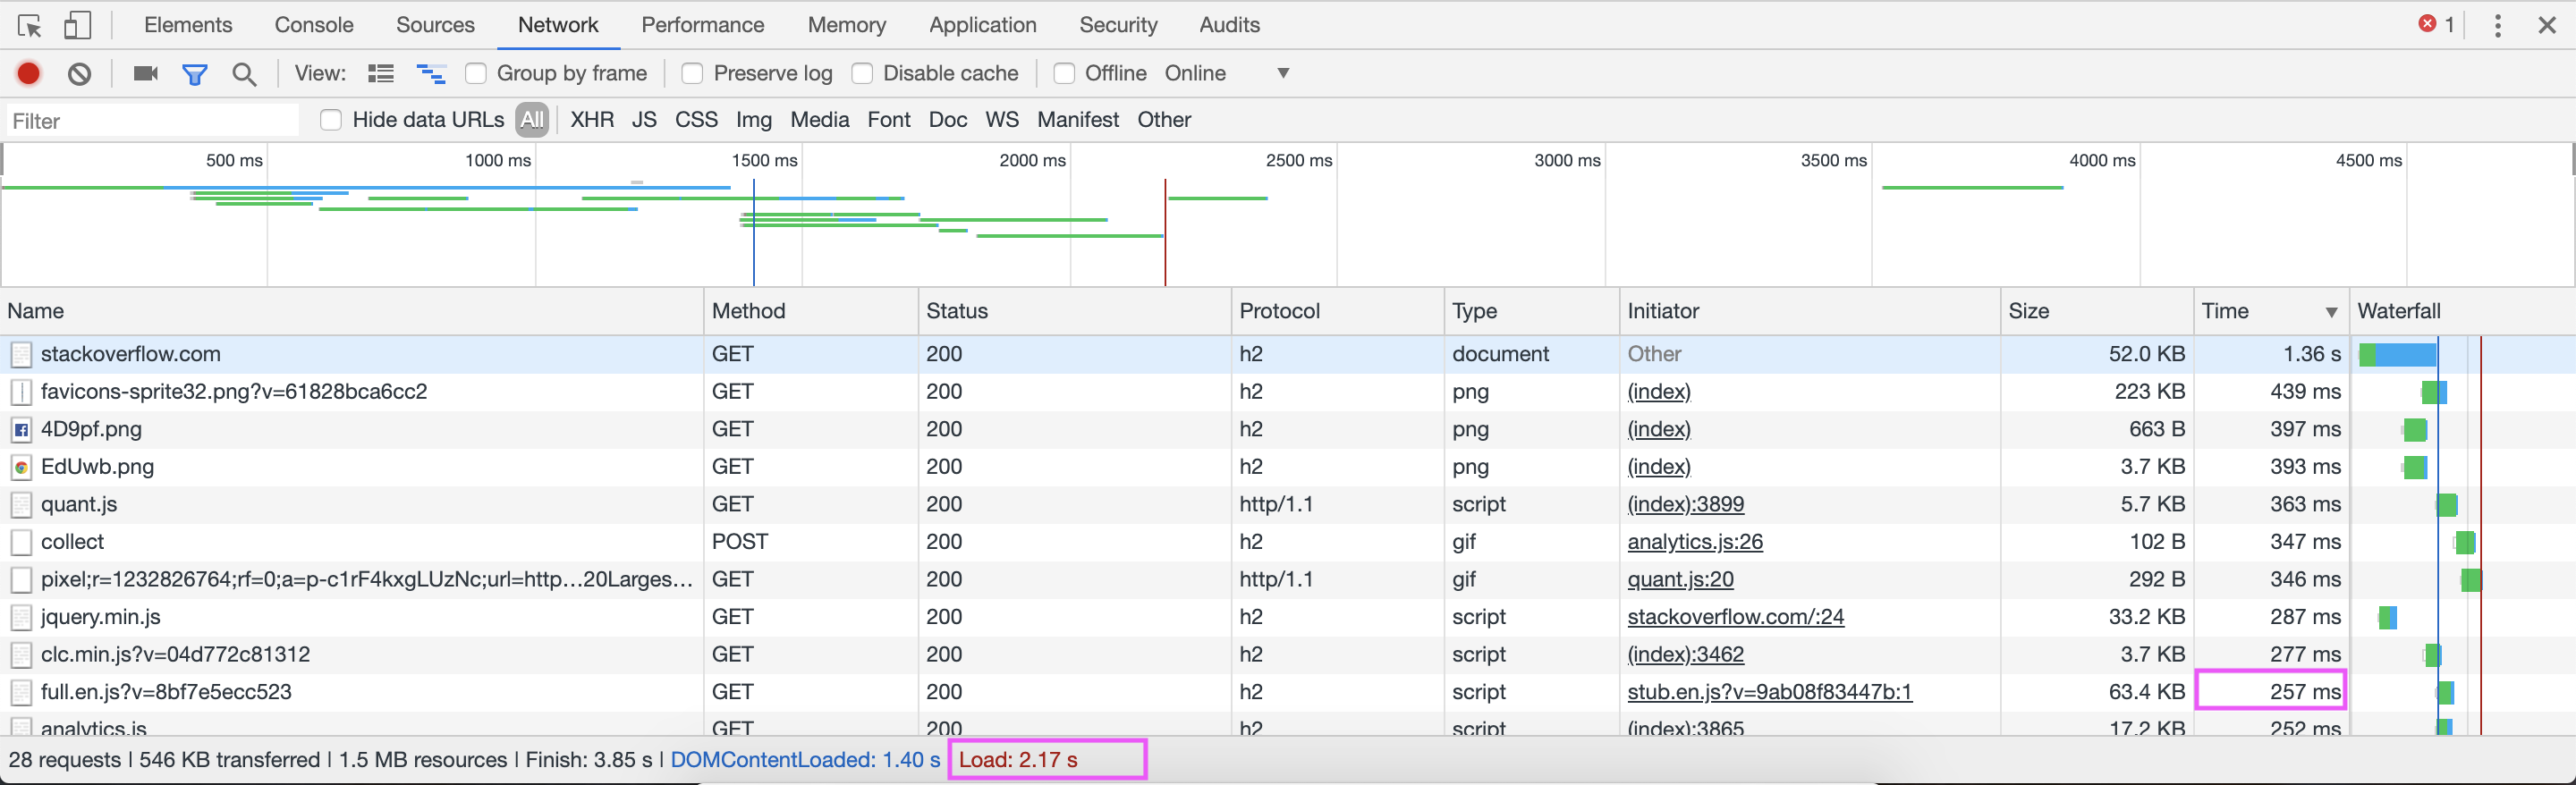 Elements Console Sources Network Performance Memory Application Security Audits 1
View: Group by frame Preserve log Disable cache Offline Online
Filter Hide data URLs All XHR JS CSS Img Media Font Doc WS Manifest Other
500 ms 1000 ms 1500 ms 2000 ms 2500 ms 3000 ms 3500 ms 4000 ms 4500 ms
Name Method Status Protocol Type Initiator Size Time Waterfall
stackoverflow.com GET 200 h2 document Other 52.0 KB 1.36 s
favicons-sprite32.png?v=61828bca6cc2 GET 200 h2 png (index) 223 KB 439 ms
4D9pf.png GET 200 h2 png (index) 663 B 397 ms
EdUwb.png GET 200 h2 png (index) 3.7 KB 393 ms
quant.js GET 200 http/1.1 script (index):3899 5.7 KB 363 ms
collect POST 200 h2 gif analytics.js:26 102 B 347 ms
pixel;r=1232826764;rf=0;a=p-c1rF4kxgLUzNc;url=http…20Larges… GET 200 http/1.1 gif quant.js:20 292 B 346 ms
jquery.min.js GET 200 h2 script stackoverflow.com/:24 33.2 KB 287 ms
clc.min.js?v=04d772c81312 GET 200 h2 script (index):3462 3.7 KB 277 ms
full.en.js?v=8bf7e5ecc523 GET 200 h2 script stub.en.js?v=9ab08f83447b:1 63.4 KB 257 ms
analytics.js GET 200 h2 script (index):3865 17.2 KB 252 ms
28 requests | 546 KB transferred | 1.5 MB resources | Finish: 3.85 s | DOMContentLoaded: 1.40 s Load: 2.17 s